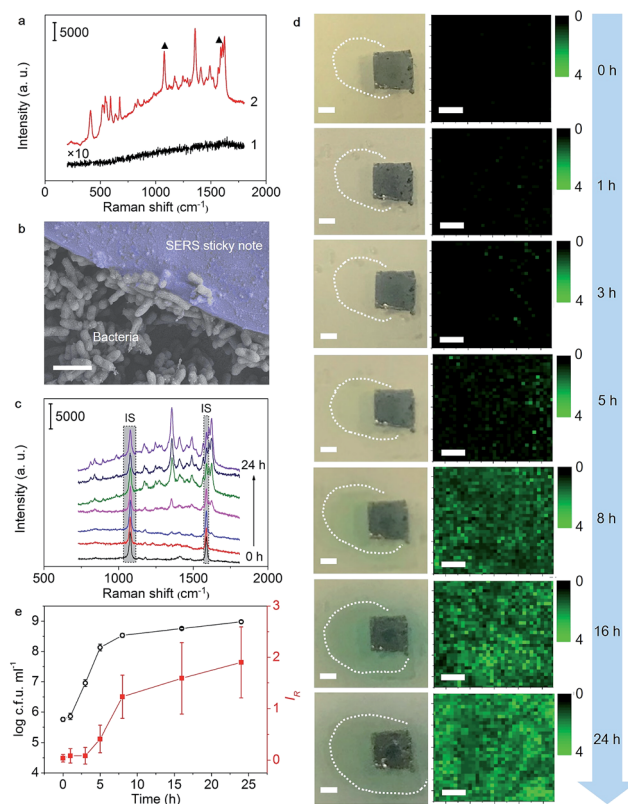 a
5000
Intensity (a. u.)
2
×10
1
0 500 1000 1500 2000
Raman shift (cm⁻¹)
b
SERS sticky note
Bacteria
c
5000
IS
IS
Intensity (a. u.)
24 h
0 h
500 1000 1500 2000
Raman shift (cm⁻¹)
e
log c.f.u. ml⁻¹
10
9
8
7
6
5
4
3
2
1
0
I_R
0 5 10 15 20 25
Time (h)
d
0
4
0 h
0
4
1 h
0
4
3 h
0
4
5 h
0
4
8 h
0
4
16 h
0
4
24 h